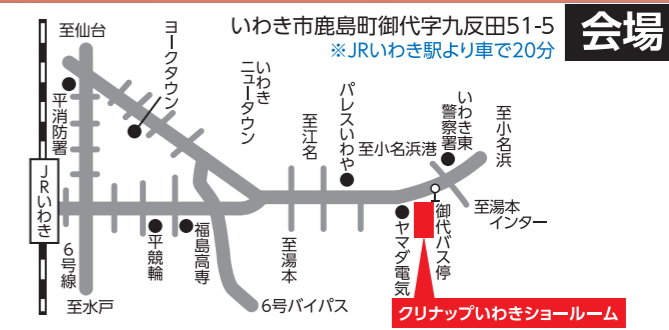 いわき市鹿島町御代字九反田51-5
※JRいわき駅より車で20分
会場
至仙台
ヨークタウン
いわき
ニュータウン
平消防署
JRいわき
6号線
至水戸
平競輪
福島高専
6号バイパス
至湯本
至江名
パレスいわや
至小名浜港
いわき東
警察署
至小名浜
至湯本
インター
御代バス停
ヤマダ電気
クリナップいわきショールーム